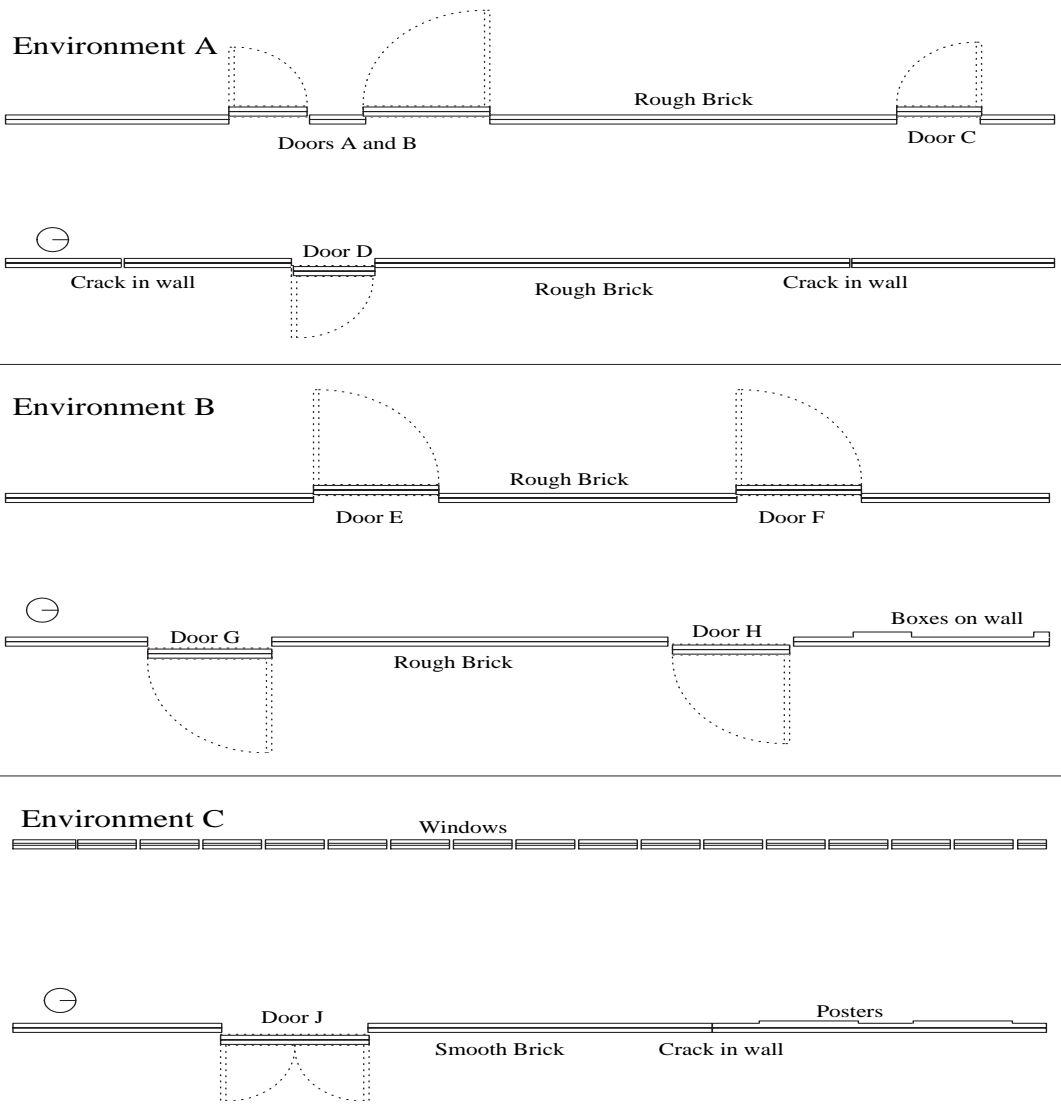 Environment A
Rough Brick
Doors A and B
Door C
Door D
Crack in wall
Rough Brick
Crack in wall
Environment B
Rough Brick
Door E
Door F
Door G
Door H
Boxes on wall
Rough Brick
Environment C
Windows
Door J
Posters
Smooth Brick
Crack in wall